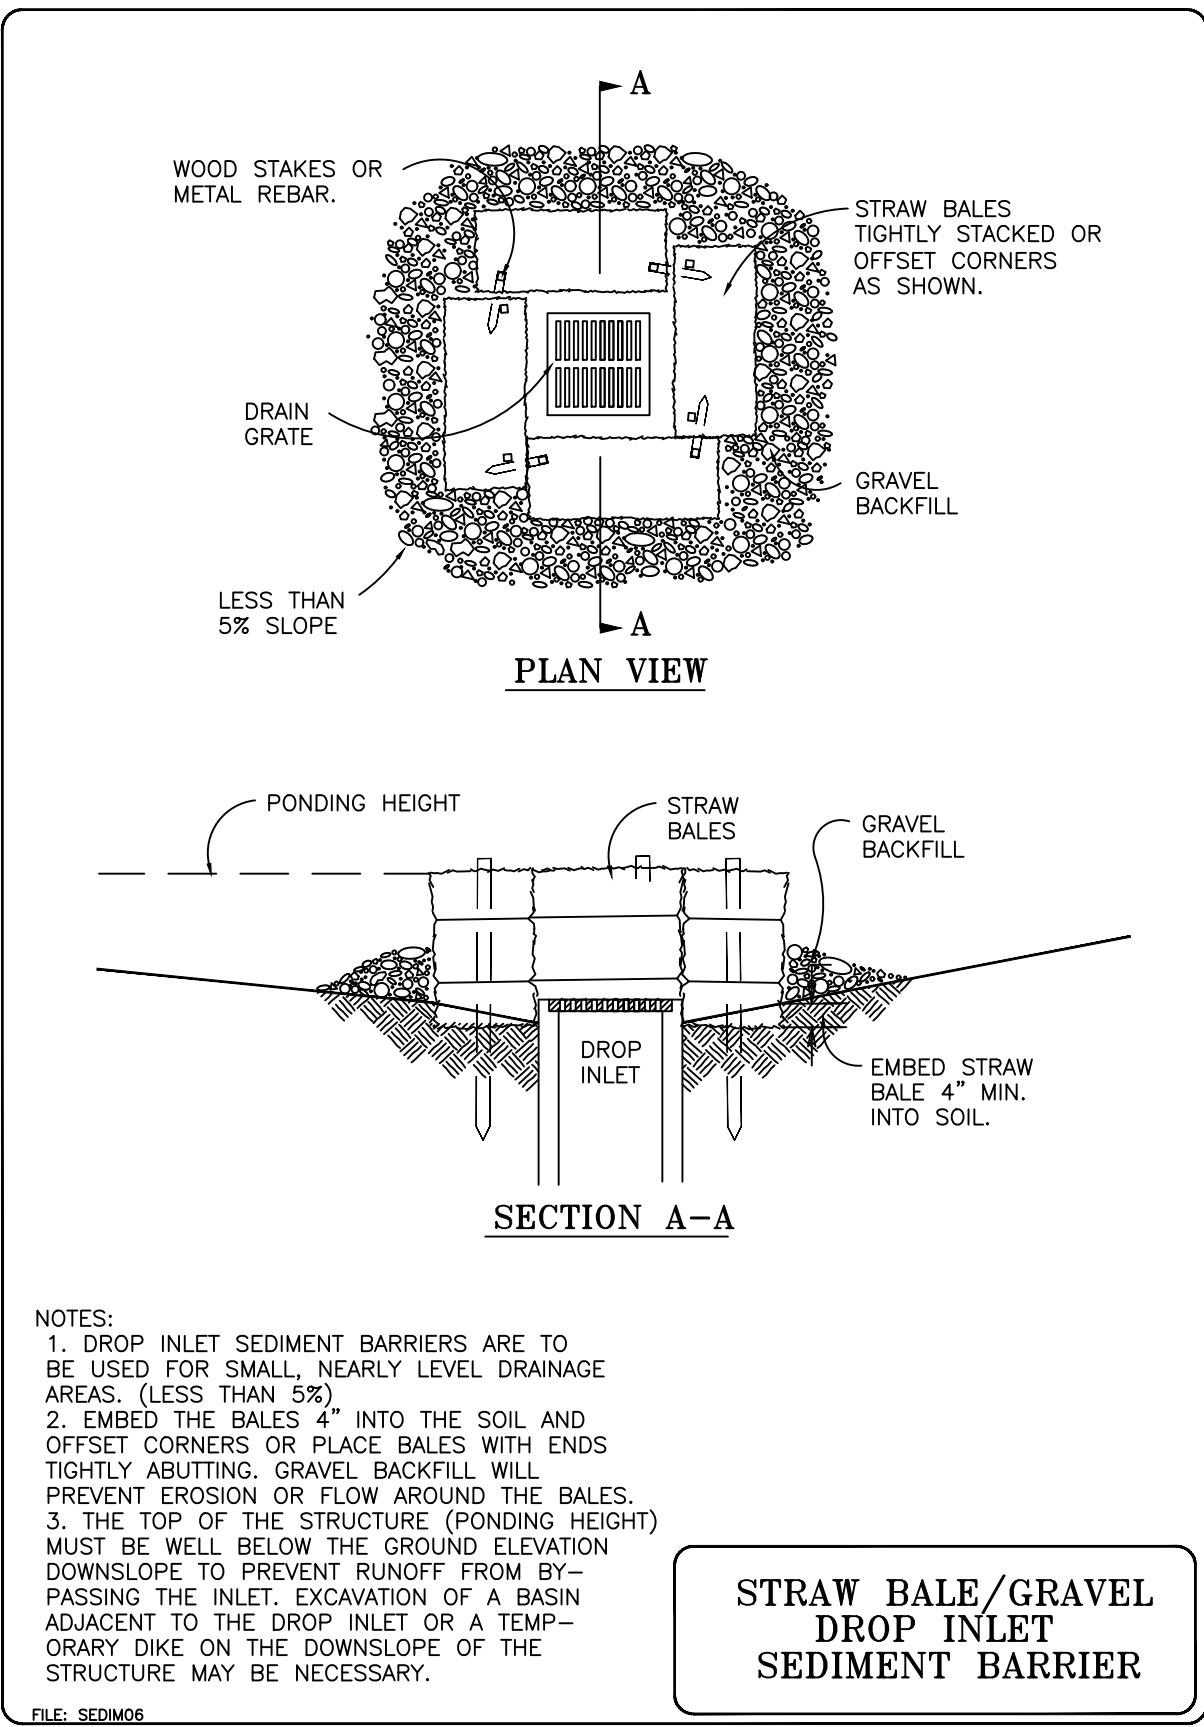 A
WOOD STAKES OR
METAL REBAR.
STRAW BALES
TIGHTLY STACKED OR
OFFSET CORNERS
AS SHOWN.
DRAIN
GRATE
GRAVEL
BACKFILL
LESS THAN
5% SLOPE
A
PLAN VIEW
PONDING HEIGHT
STRAW
BALES
GRAVEL
BACKFILL
DROP
INLET
EMBED STRAW
BALE 4” MIN.
INTO SOIL.
SECTION A–A
NOTES:
1. DROP INLET SEDIMENT BARRIERS ARE TO
BE USED FOR SMALL, NEARLY LEVEL DRAINAGE
AREAS. (LESS THAN 5%)
2. EMBED THE BALES 4” INTO THE SOIL AND
OFFSET CORNERS OR PLACE BALES WITH ENDS
TIGHTLY ABUTTING. GRAVEL BACKFILL WILL
PREVENT EROSION OR FLOW AROUND THE BALES.
3. THE TOP OF THE STRUCTURE (PONDING HEIGHT)
MUST BE WELL BELOW THE GROUND ELEVATION
DOWNSLOPE TO PREVENT RUNOFF FROM BY–
PASSING THE INLET. EXCAVATION OF A BASIN
ADJACENT TO THE DROP INLET OR A TEMP–
ORARY DIKE ON THE DOWNSLOPE OF THE
STRUCTURE MAY BE NECESSARY.
STRAW BALE/GRAVEL
DROP INLET
SEDIMENT BARRIER
FILE: SEDIM06